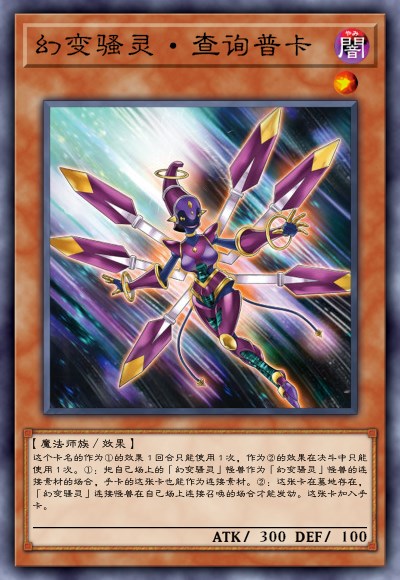 幻变骚灵·查询普卡
やみ
闇
【魔法师族／效果】
这个卡名的作为①的效果1回合只能使用1次，作为②的效果在决斗中只能
使用1次。①：把自己场上的「幻变骚灵」怪兽作为「幻变骚灵」怪兽的连
接素材的场合，手卡的这张卡也能作为连接素材。②：这张卡在墓地存在，
「幻变骚灵」连接怪兽在自己场上连接召唤的场合才能发动。这张卡加入手
卡。
ATK/ 300 DEF/ 100